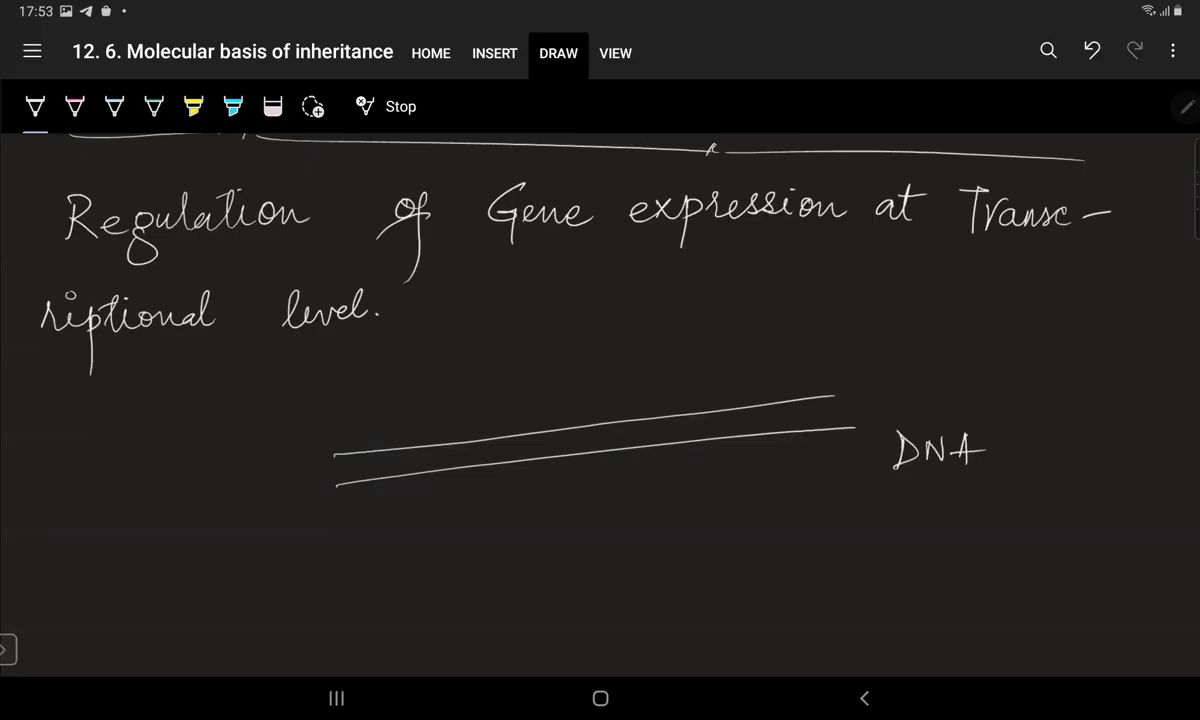 17:53
12. 6. Molecular basis of inheritance HOME INSERT DRAW VIEW
Stop
Regulation of Gene expression at Transc-
riptional level.
DNA